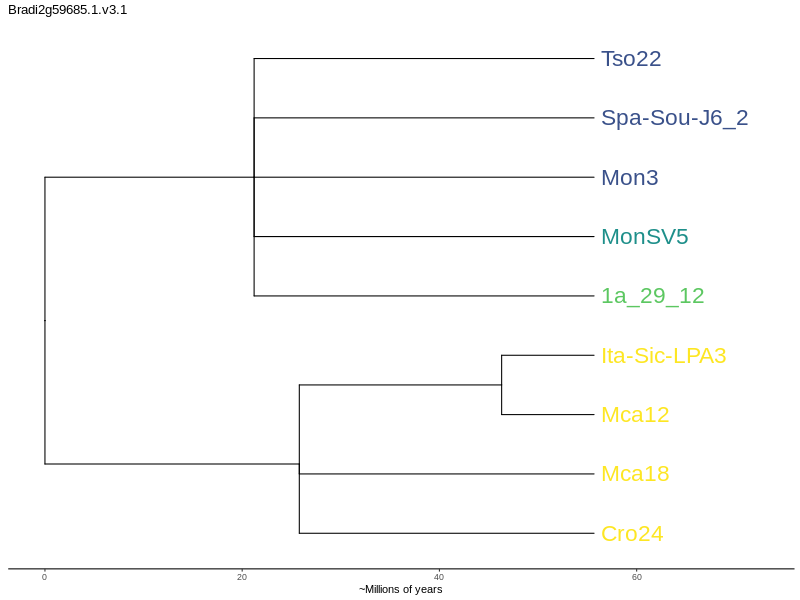 Bradi2g59685.1.v3.1
Tso22
Spa-Sou-J6_2
Mon3
MonSV5
1a_29_12
Ita-Sic-LPA3
Mca12
Mca18
Cro24
0 20 40 60
~Millions of years